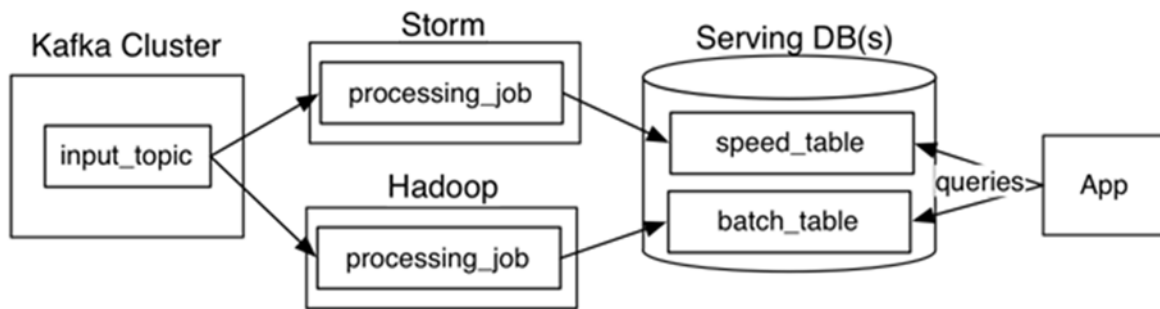 Kafka Cluster
input_topic
Storm
processing_job
Hadoop
processing_job
Serving DB(s)
speed_table
batch_table
queries
App